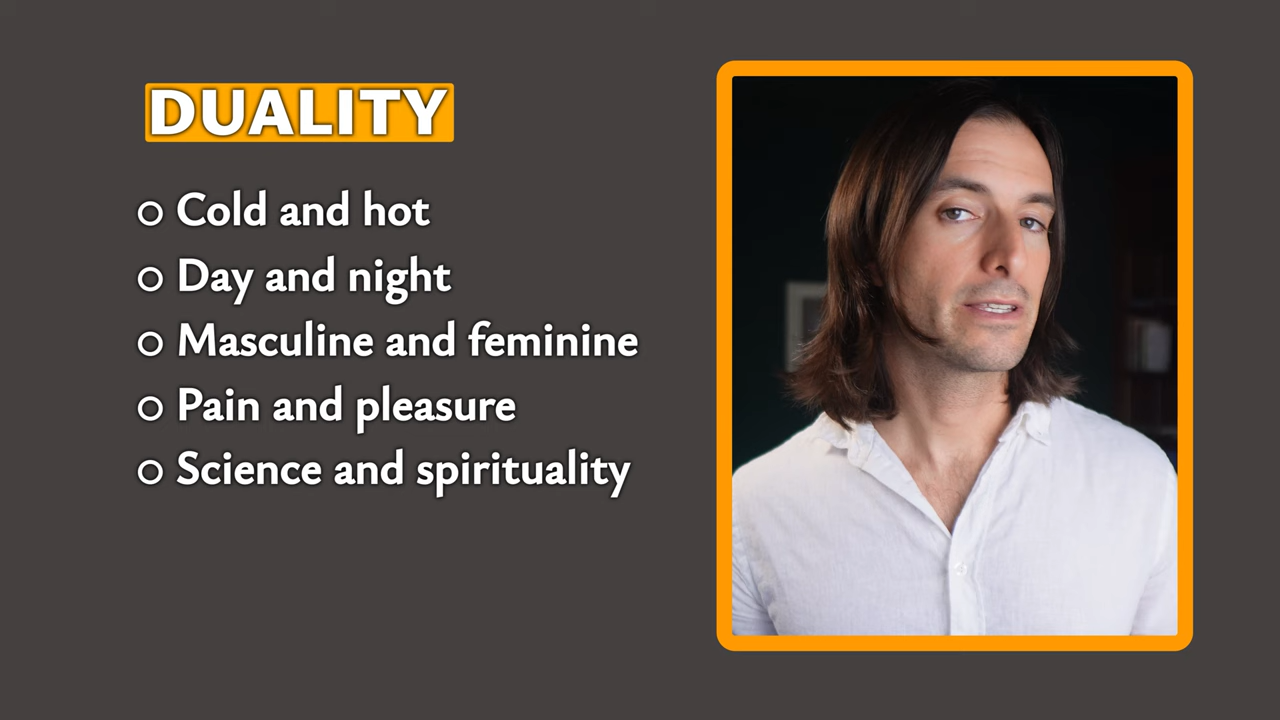 DUALITY
Cold and hot
Day and night
Masculine and feminine
Pain and pleasure
Science and spirituality